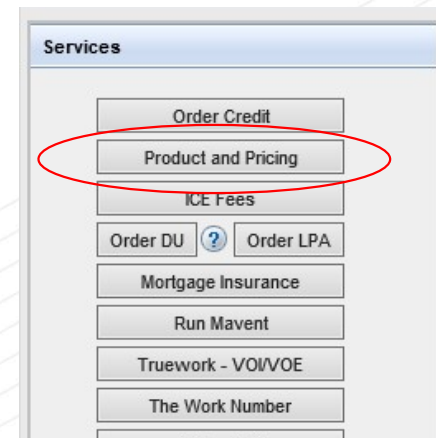 Services
Order Credit
Product and Pricing
ICE Fees
Order DU ? Order LPA
Mortgage Insurance
Run Mavent
Truework - VOI/VOE
The Work Number